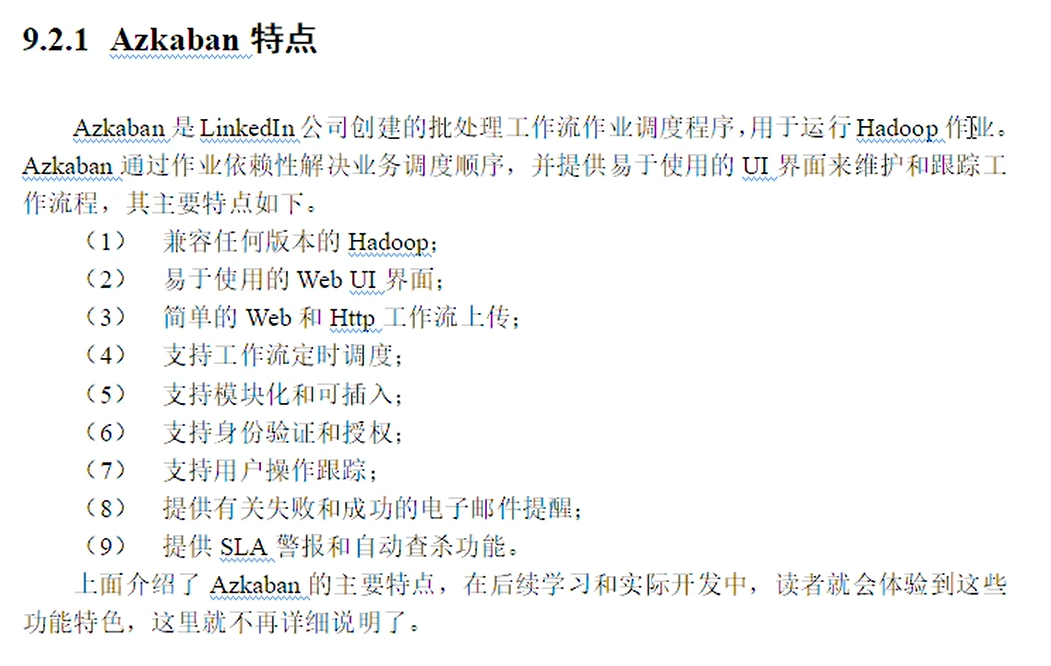 9.2.1 Azkaban 特点
Azkaban 是 LinkedIn 公司创建的批处理工作流作业调度程序,用于运行 Hadoop 作业。
Azkaban 通过作业依赖性解决业务调度顺序，并提供易于使用的 UI 界面来维护和跟踪工
作流程，其主要特点如下。
（1） 兼容任何版本的 Hadoop;
（2） 易于使用的 Web UI 界面;
（3） 简单的 Web 和 Http 工作流上传;
（4） 支持工作流定时调度;
（5） 支持模块化和可插入;
（6） 支持身份验证和授权;
（7） 支持用户操作跟踪;
（8） 提供有关失败和成功的电子邮件提醒;
（9） 提供 SLA 警报和自动查杀功能。
上面介绍了 Azkaban 的主要特点，在后续学习和实际开发中，读者就会体验到这些
功能特色，这里就不再详细说明了。